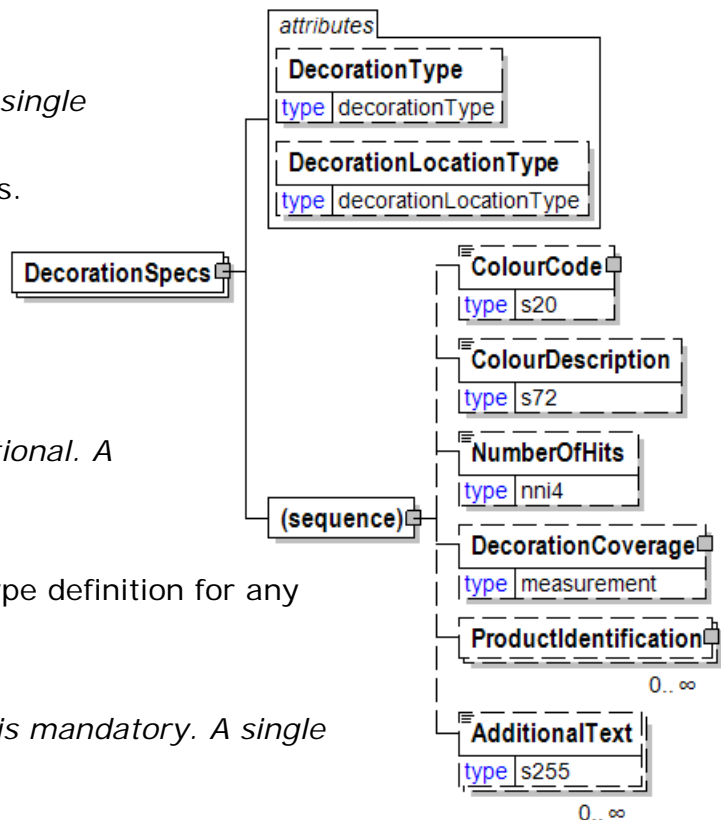 attributes
DecorationType
type decorationType
single
DecorationLocationType
s.
type decorationLocationType
DecorationSpecs
ColourCode
type s20
ColourDescription
type s72
tional. A
NumberOfHits
type nni4
(sequence)
DecorationCoverage
type measurement
ype definition for any
ProductIdentification
0.. ∞
is mandatory. A single
AdditionalText
type s255
0.. ∞